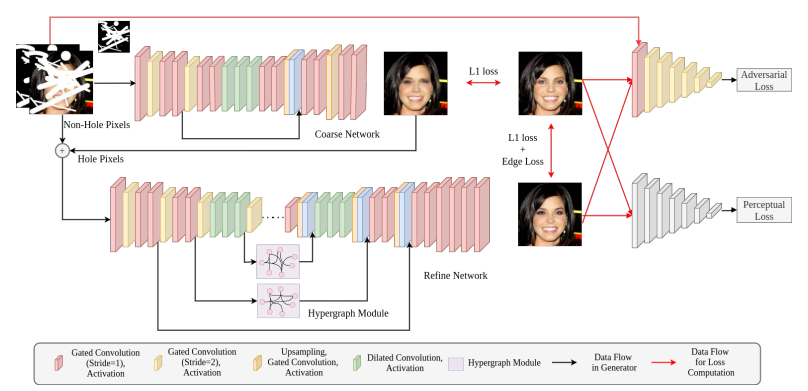 L1 loss
Adversarial
Loss
Non-Hole Pixels
Coarse Network
L1 loss
+
Edge Loss
+
Hole Pixels
Perceptual
Loss
Refine Network
Hypergraph Module
Gated Convolution
(Stride=1),
Activation
Gated Convolution
(Stride=2),
Activation
Upsampling,
Gated Convolution,
Activation
Dilated Convolution,
Activation
Hypergraph Module
Data Flow
in Generator
Data Flow
for Loss
Computation